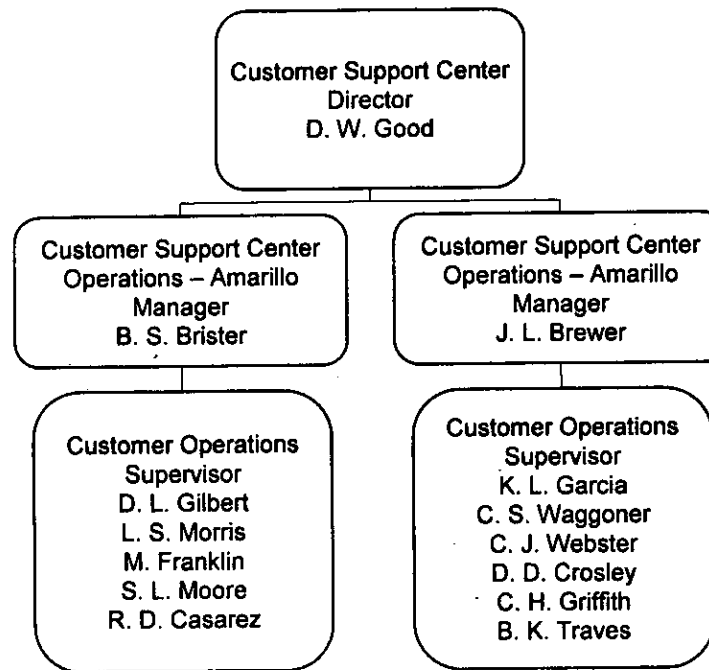 Customer Support Center
Director
D. W. Good
Customer Support Center
Operations – Amarillo
Manager
B. S. Brister
Customer Support Center
Operations – Amarillo
Manager
J. L. Brewer
Customer Operations
Supervisor
D. L. Gilbert
L. S. Morris
M. Franklin
S. L. Moore
R. D. Casarez
Customer Operations
Supervisor
K. L. Garcia
C. S. Waggoner
C. J. Webster
D. D. Crosley
C. H. Griffith
B. K. Traves